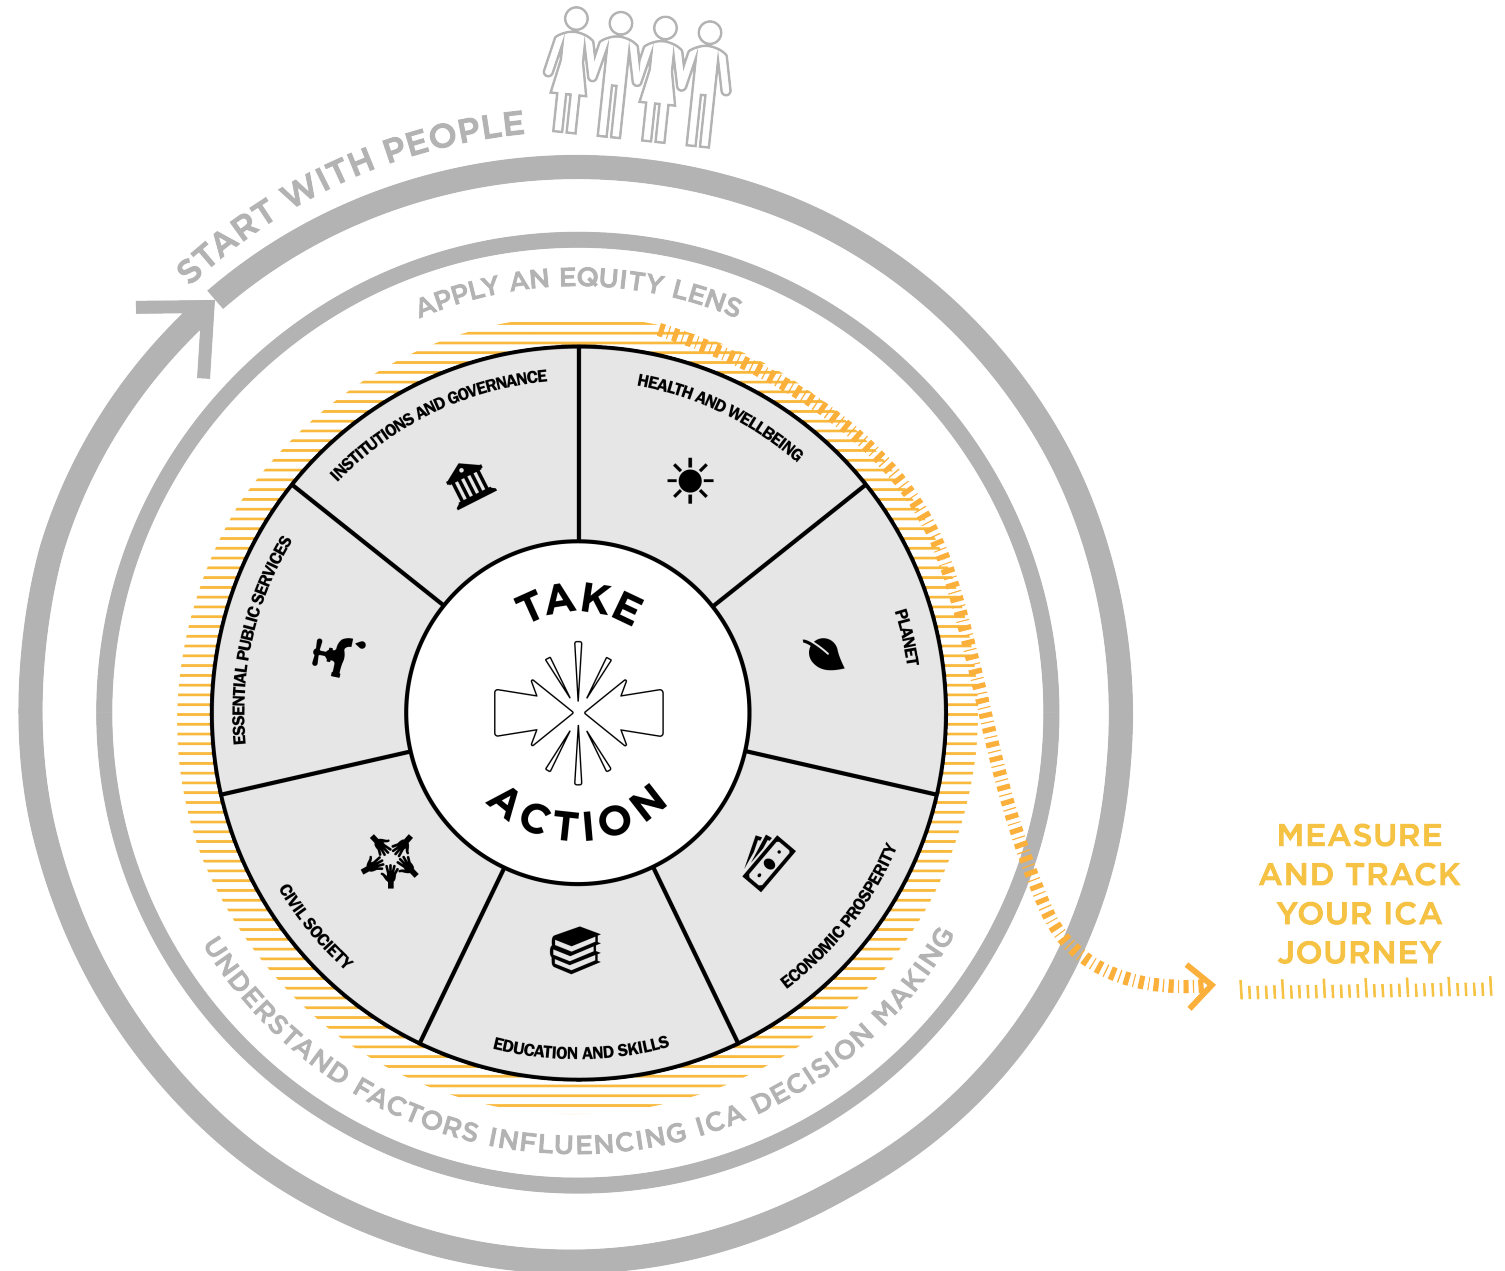 START WITH PEOPLE
APPLY AN EQUITY LENS
INSTITUTIONS AND GOVERNANCE
HEALTH AND WELLBEING
ESSENTIAL PUBLIC SERVICES
PLANET
TAKE
ACTION
CIVIL SOCIETY
ECONOMIC PROSPERITY
EDUCATION AND SKILLS
UNDERSTAND FACTORS INFLUENCING ICA DECISION MAKING
MEASURE
AND TRACK
YOUR ICA
JOURNEY